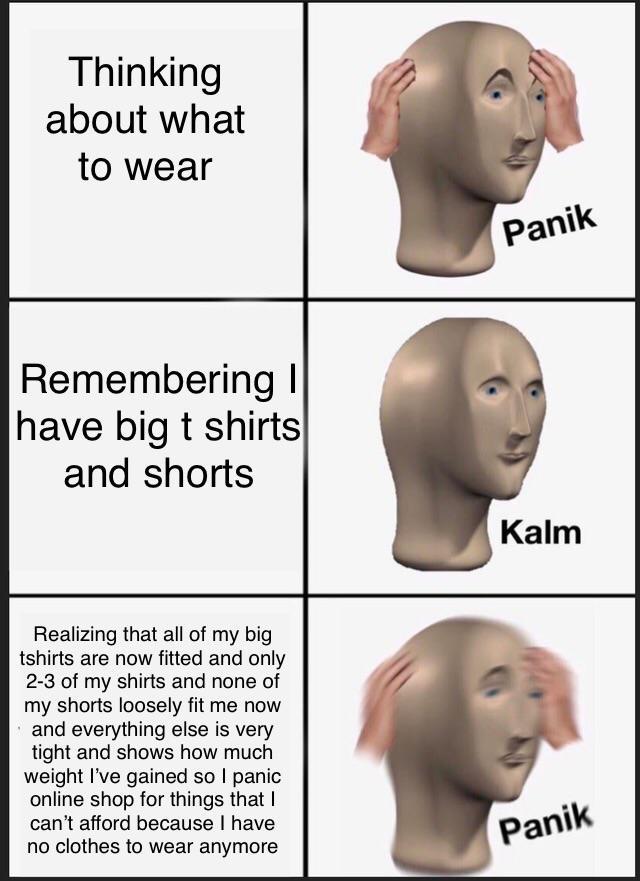 Thinking
about what
to wear
Panik
Remembering I
have big t shirts
and shorts
Kalm
Realizing that all of my big
tshirts are now fitted and only
2-3 of my shirts and none of
my shorts loosely fit me now
and everything else is very
tight and shows how much
weight I've gained so I panic
online shop for things that I
can't afford because I have
no clothes to wear anymore
Panik